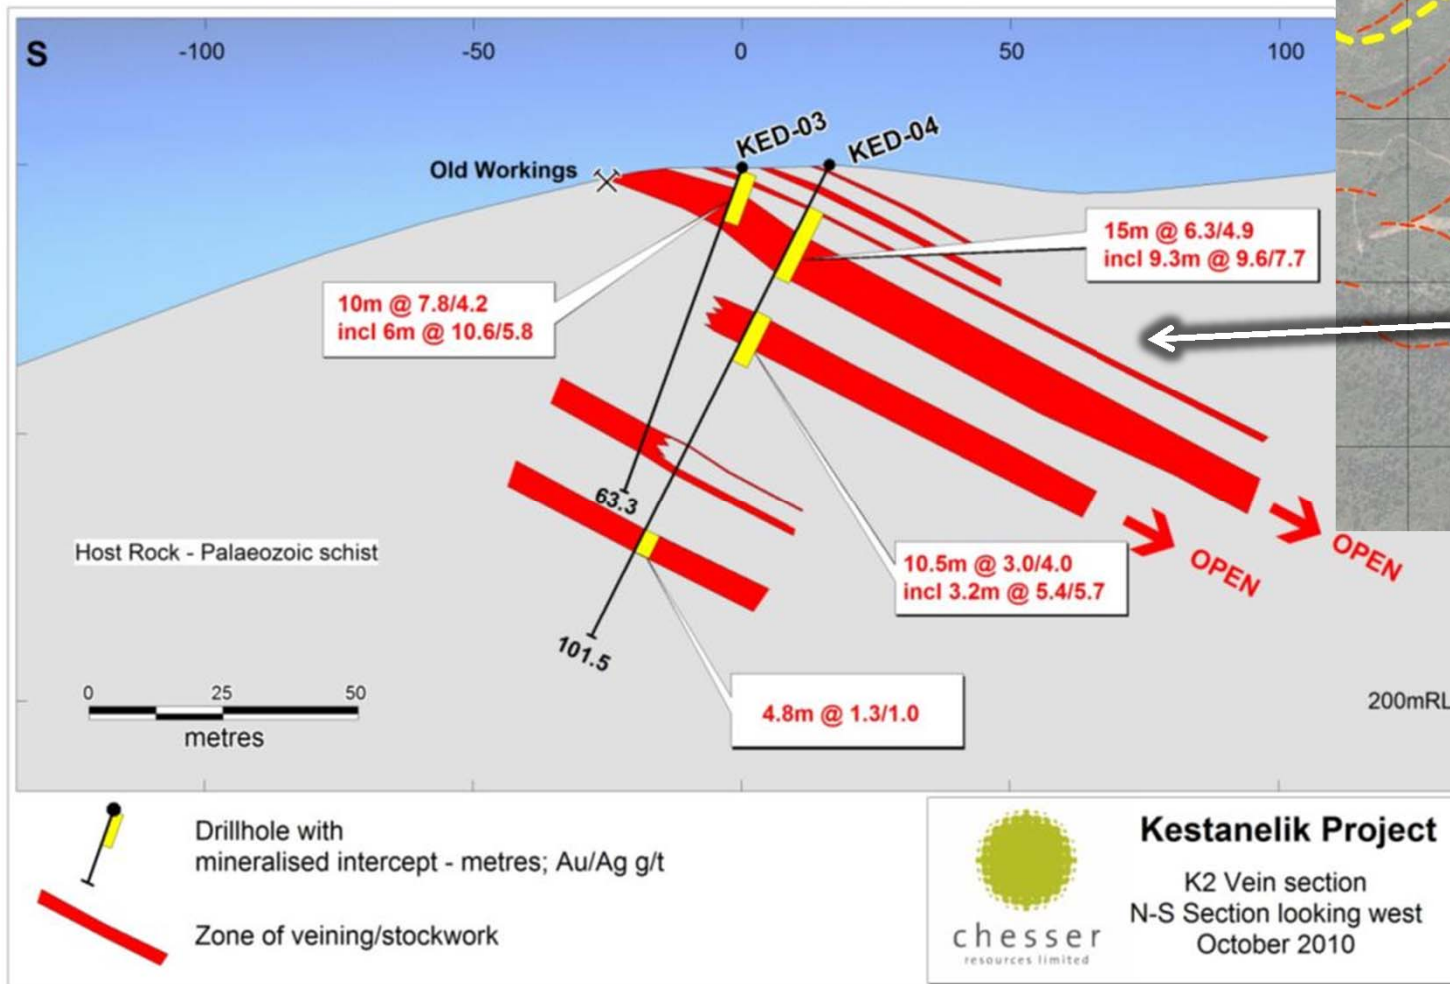 S
-100
-50
0
50
100
KED-03
KED-04
Old Workings
15m @ 6.3/4.9
incl 9.3m @ 9.6/7.7
10m @ 7.8/4.2
incl 6m @ 10.6/5.8
63.3
Host Rock - Palaeozoic schist
OPEN
OPEN
10.5m @ 3.0/4.0
incl 3.2m @ 5.4/5.7
101.5
4.8m @ 1.3/1.0
0 25 50
metres
200mRL
Drillhole with
mineralised intercept - metres; Au/Ag g/t
Zone of veining/stockwork
chesser
resources limited
Kestanelik Project
K2 Vein section
N-S Section looking west
October 2010